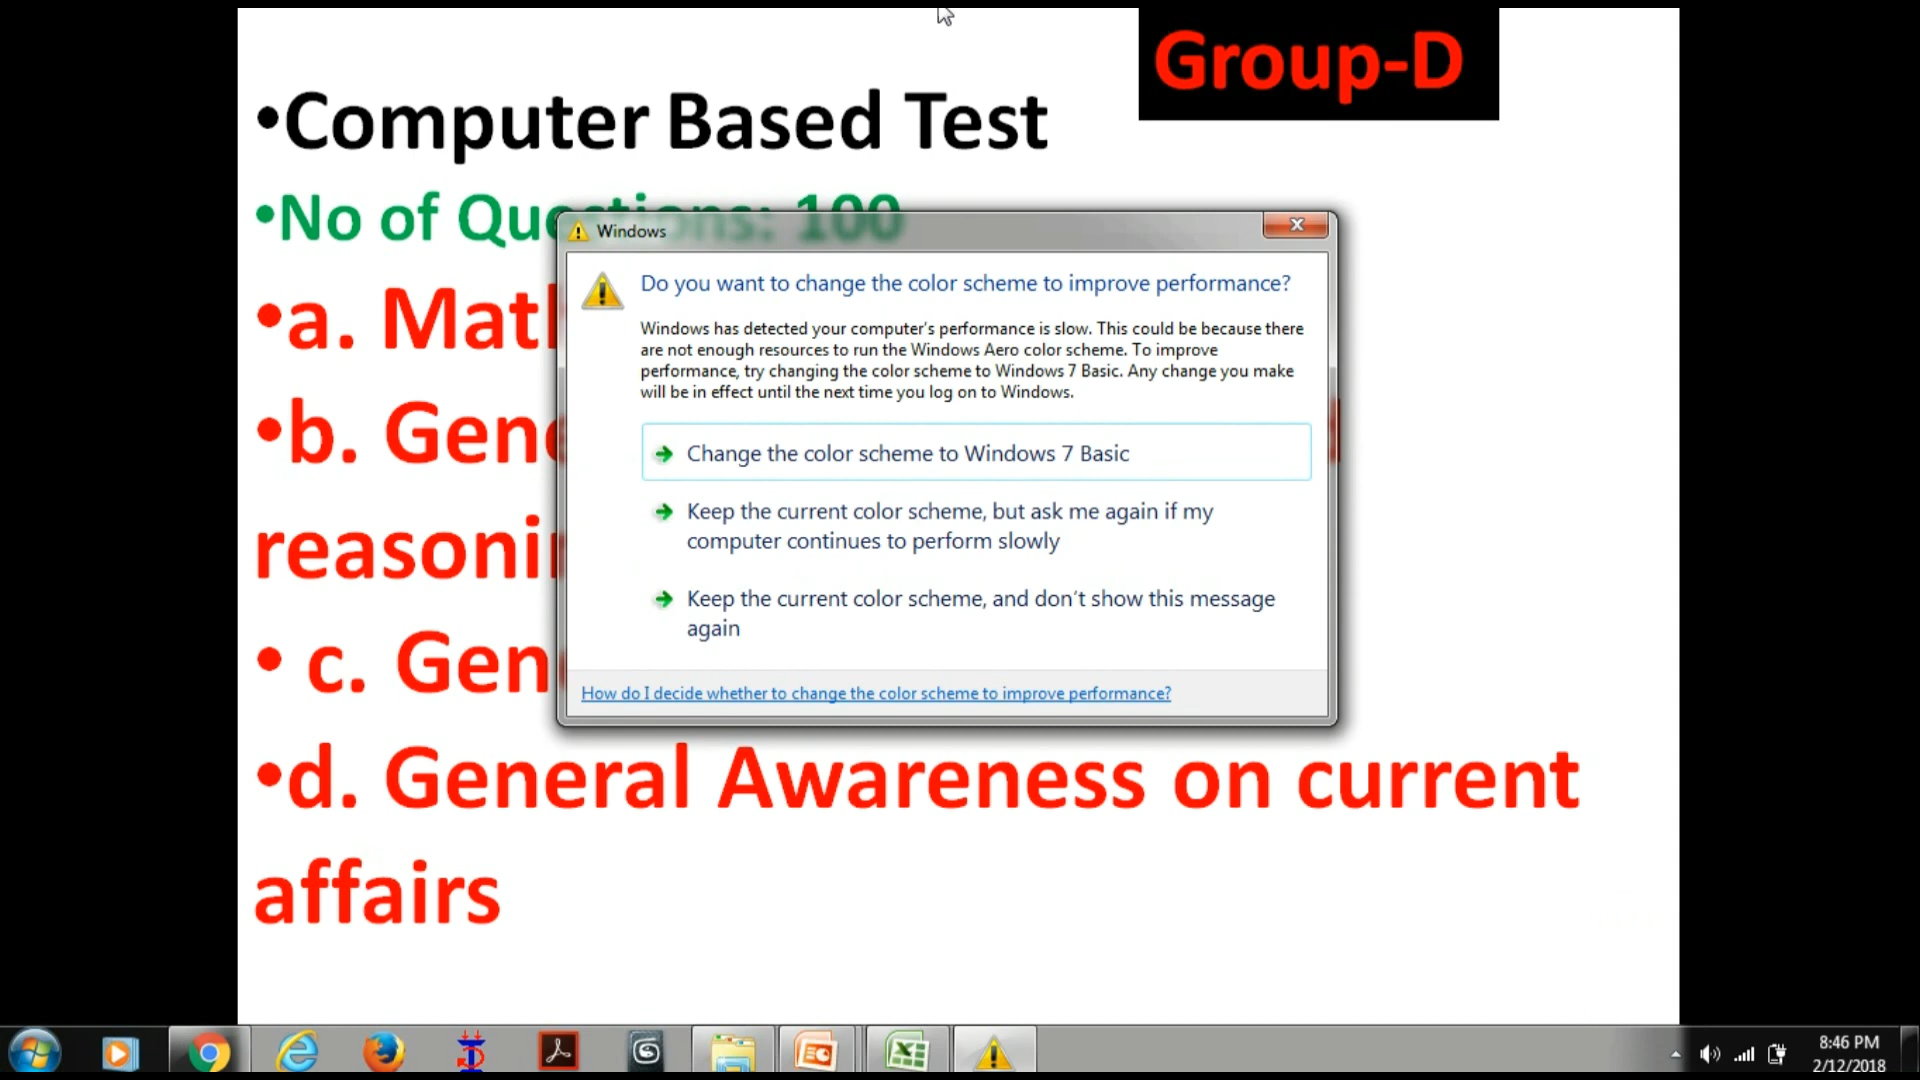 Group-D
•Computer Based Test
•No of Questions: 100
•a. Mat
•b. Gene
reasoni
• c. Gen
•d. General Awareness on current
affairs
Windows
Do you want to change the color scheme to improve performance?
Windows has detected your computer's performance is slow. This could be because there
are not enough resources to run the Windows Aero color scheme. To improve
performance, try changing the color scheme to Windows 7 Basic. Any change you make
will be in effect until the next time you log on to Windows.
Change the color scheme to Windows 7 Basic
Keep the current color scheme, but ask me again if my
computer continues to perform slowly
Keep the current color scheme, and don't show this message
again
How do I decide whether to change the color scheme to improve performance?
8:46 PM
2/12/2018